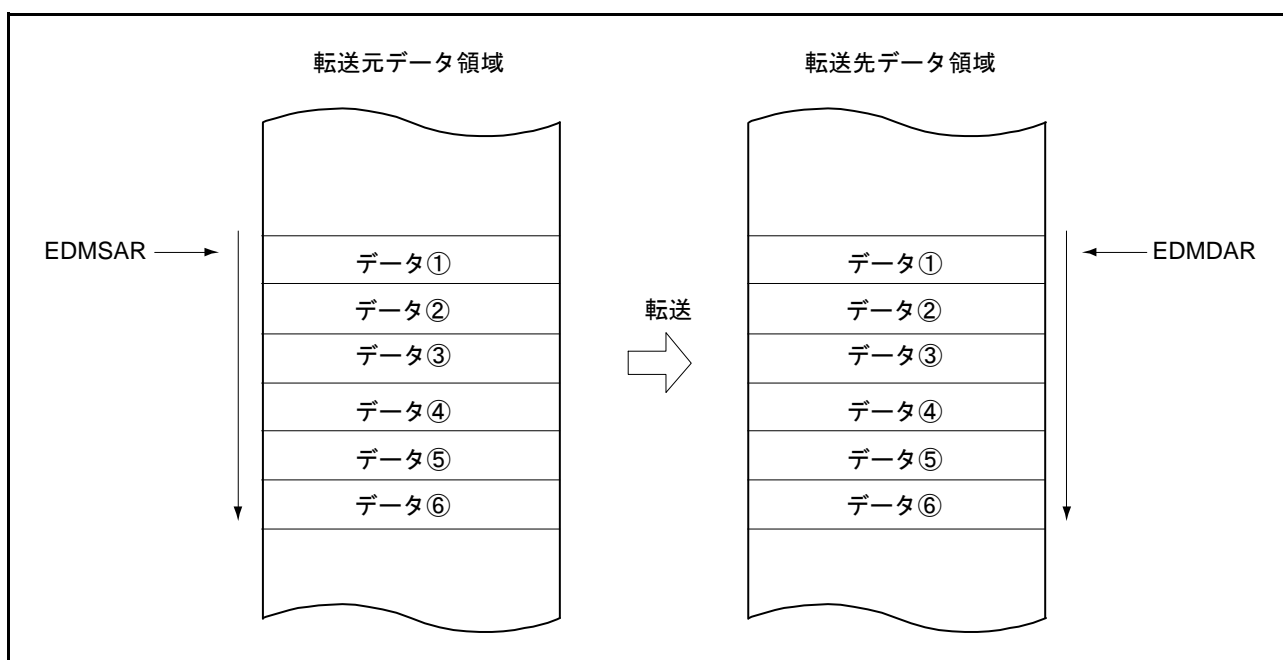 転送元データ領域
転送先データ領域
EDMSAR
EDMDAR
データ①
データ②
データ③
データ④
データ⑤
データ⑥
転送
データ①
データ②
データ③
データ④
データ⑤
データ⑥